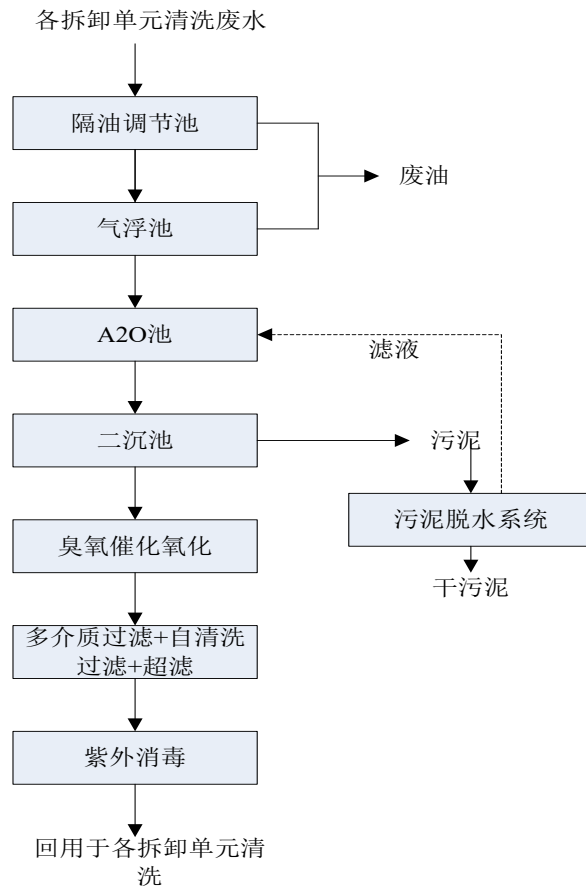 各拆卸单元清洗废水
隔油调节池
废油
气浮池
A2O池
滤液
二沉池
污泥
污泥脱水系统
臭氧催化氧化
干污泥
多介质过滤+自清洗
过滤+超滤
紫外消毒
回用于各拆卸单元清
洗